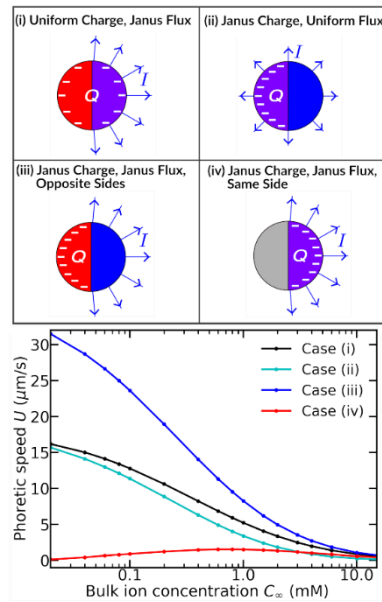 (i) Uniform Charge, Janus Flux
Q
I
(ii) Janus Charge, Uniform Flux
Q
I
(iii) Janus Charge, Janus Flux,
Opposite Sides
Q
I
(iv) Janus Charge, Janus Flux,
Same Side
Q
I
Phoretic speed U (μm/s)
30
25
20
15
10
5
0
Case (i)
Case (ii)
Case (iii)
Case (iv)
0.1
1.0
10.0
Bulk ion concentration C∞ (mM)